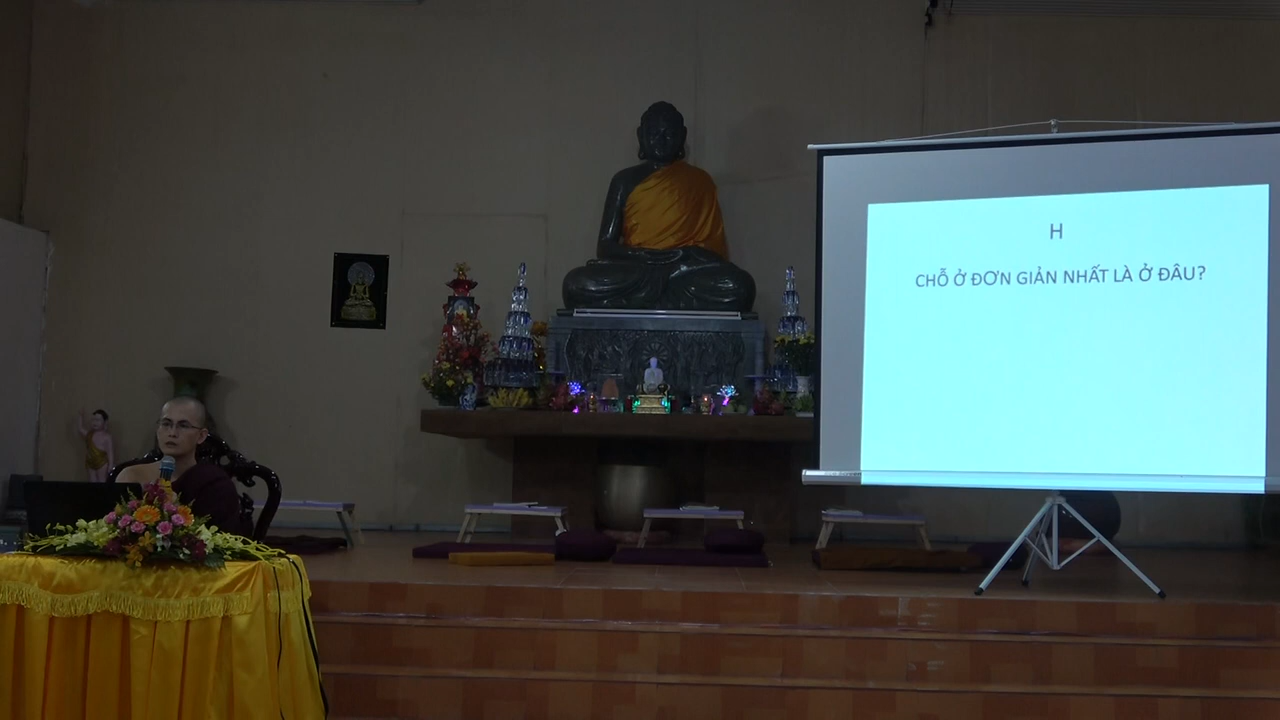 H
CHỖ Ở ĐƠN GIẢN NHẤT LÀ Ở ĐÂU?